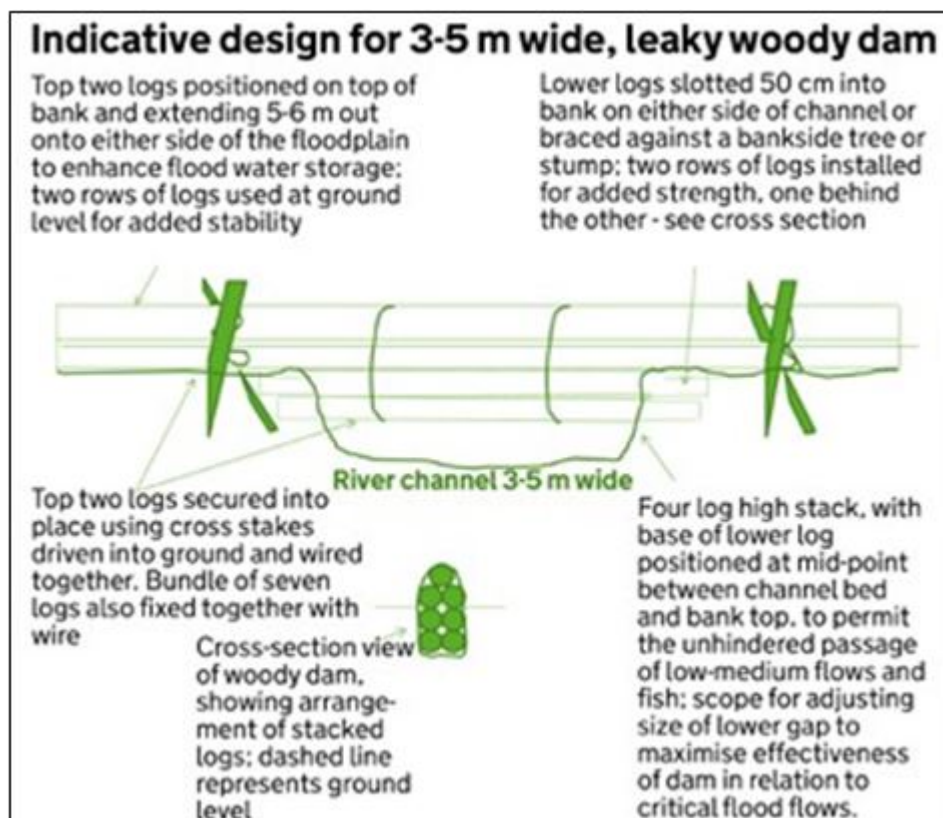 Indicative design for 3-5 m wide, leaky woody dam
Top two logs positioned on top of
bank and extending 5-6 m out
onto either side of the floodplain
to enhance flood water storage;
two rows of logs used at ground
level for added stability
Lower logs slotted 50 cm into
bank on either side of channel or
braced against a bankside tree or
stump; two rows of logs installed
for added strength, one behind
the other - see cross section
River channel 3-5 m wide
Top two logs secured into
place using cross stakes
driven into ground and wired
together. Bundle of seven
logs also fixed together with
wire
Cross-section view
of woody dam,
showing arrange-
ment of stacked
logs; dashed line
represents ground
level
Four log high stack, with
base of lower log
positioned at mid-point
between channel bed
and bank top, to permit
the unhindered passage
of low-medium flows and
fish; scope for adjusting
size of lower gap to
maximise effectiveness
of dam in relation to
critical flood flows.